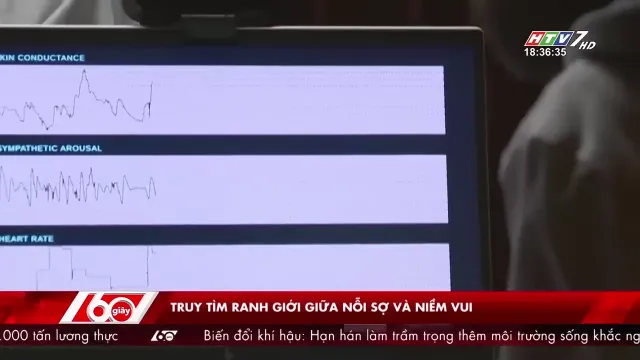 HTV7 HD
18:36:35
SKIN CONDUCTANCE
SYMPATHETIC AROUSAL
HEART RATE
60 giây
TRUY TÌM RANH GIỚI GIỮA NỖI SỢ VÀ NIỀM VUI
.000 tấn lương thực 60 Biến đổi khí hậu: Hạn hán làm trầm trọng thêm môi trường sống khắc